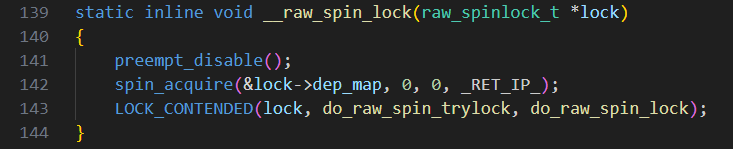 139 static inline void __raw_spin_lock(raw_spinlock_t *lock)
140 {
141     preempt_disable();
142     spin_acquire(&lock->dep_map, 0, 0, _RET_IP_);
143     LOCK_CONTENDED(lock, do_raw_spin_trylock, do_raw_spin_lock);
144 }